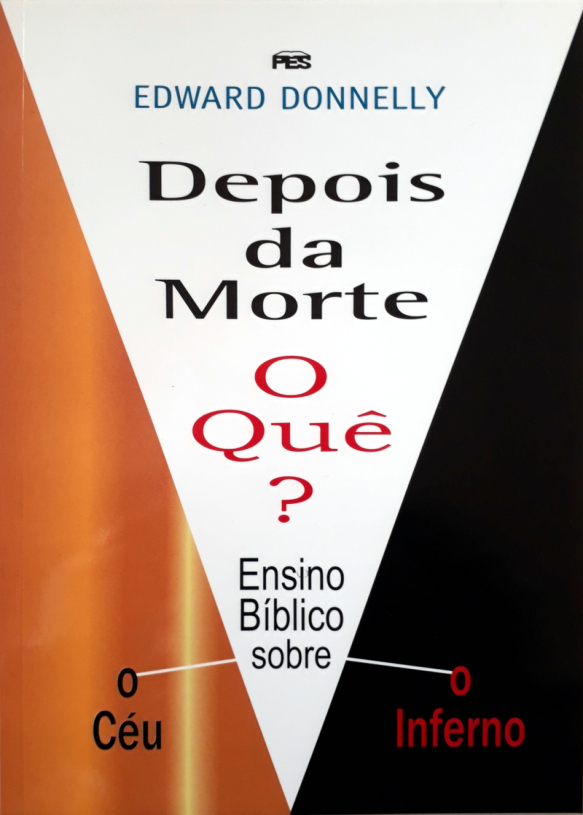 PES
EDWARD DONNELLY
Depois
da
Morte
O
Quê
?
Ensino
Bíblico
sobre
o
Céu
o
Inferno